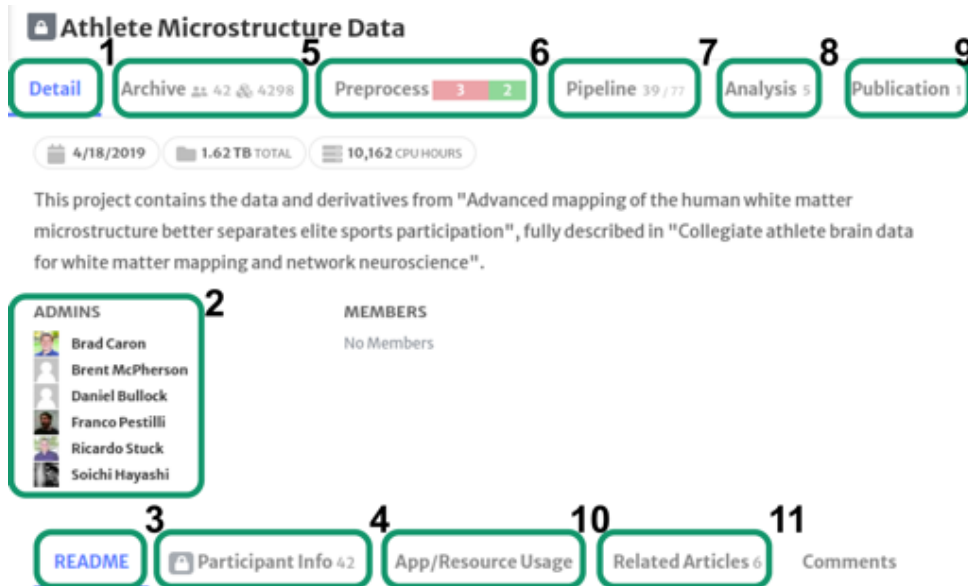 Athlete Microstructure Data
1 5 6 7 8 9
Detail Archive 42 4298 Preprocess 3 2 Pipeline 39 / 77 Analysis 5 Publication 1
4/18/2019 1.62 TB TOTAL 10,162 CPU HOURS
This project contains the data and derivatives from "Advanced mapping of the human white matter
microstructure better separates elite sports participation", fully described in "Collegiate athlete brain data
for white matter mapping and network neuroscience".
2
ADMINS MEMBERS
Brad Caron No Members
Brent McPherson
Daniel Bullock
Franco Pestilli
Ricardo Stuck
Soichi Hayashi
3 4 10 11
README Participant Info 42 App/Resource Usage Related Articles 6 Comments